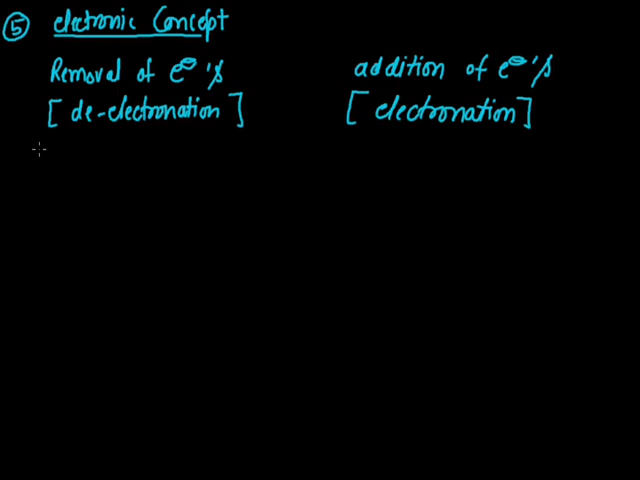 ⑤ electronic Concept
Removal of e⊖'s addition of e⊖'s
[ de-electronation ] [ electronation ]